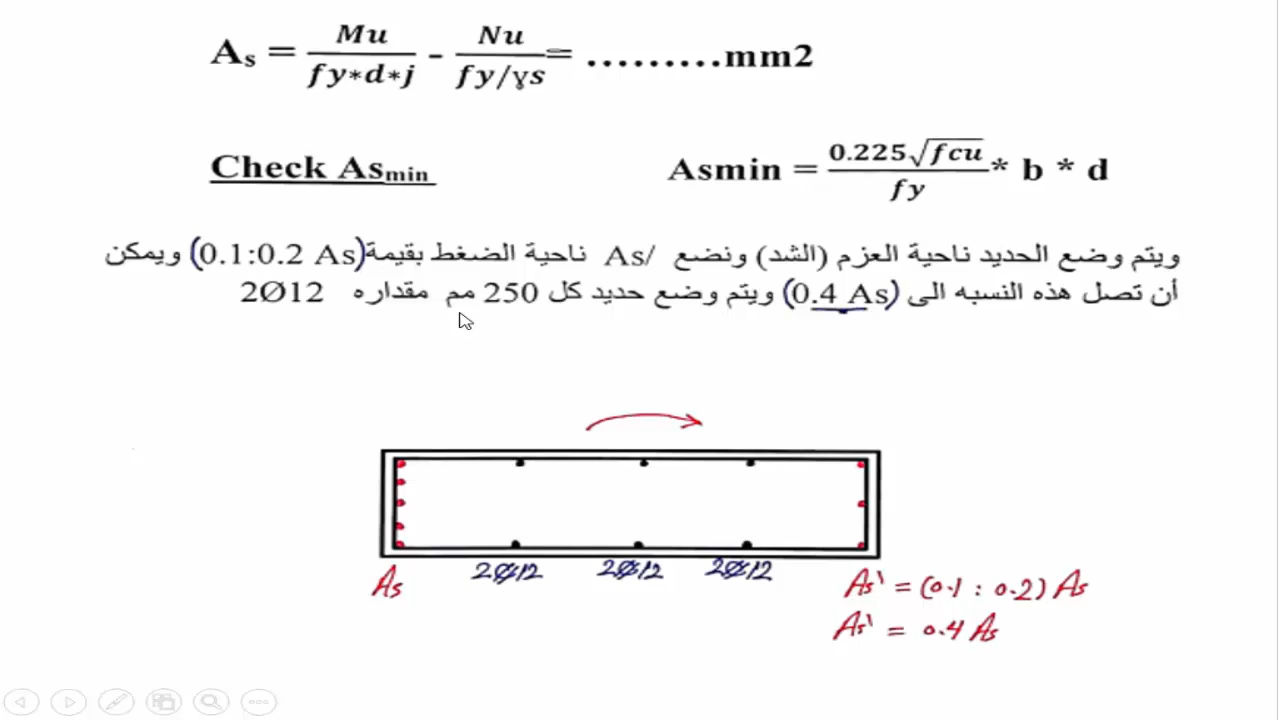 As = Mu / fy*d*j - Nu / fy/γs = .........mm2
Check Asmin
Asmin = 0.225√fcu / fy * b * d
ويتم وضع الحديد ناحية العزم (الشد) ونضع As/ ناحية الضغط بقيمة (0.1:0.2 As) ويمكن
أن تصل هذه النسبه الى (0.4 As) ويتم وضع حديد كل 250 مم مقداره 2Ø12
2Ø12 2Ø12 2Ø12
As
As' = (0.1 : 0.2) As
As' = 0.4 As